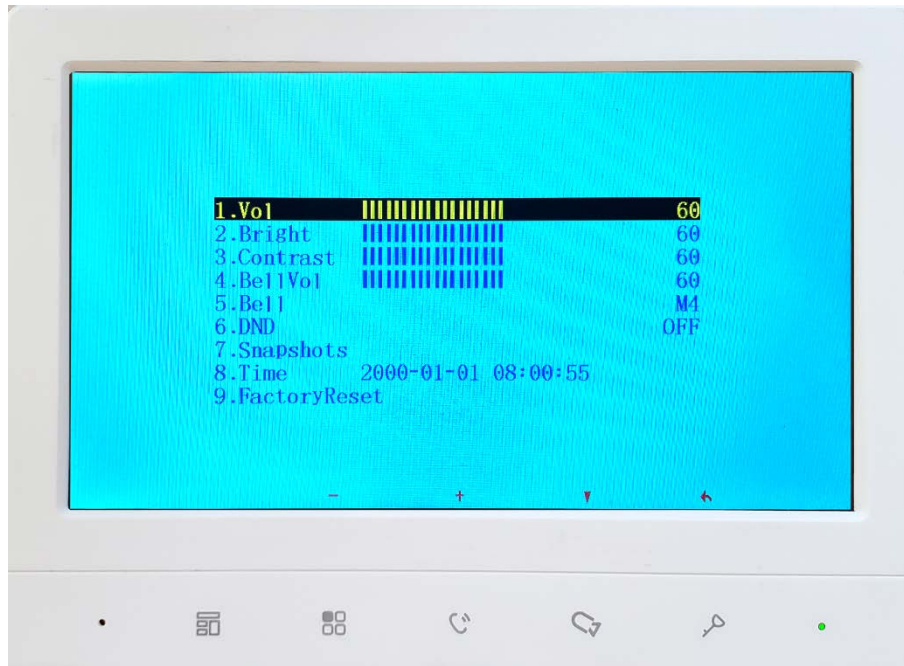 1.Vol 60
2.Bright 60
3.Contrast 60
4.BellVol 60
5.Bell M4
6.DND OFF
7.Snapshots
8.Time 2000-01-01 08:00:55
9.FactoryReset
- +